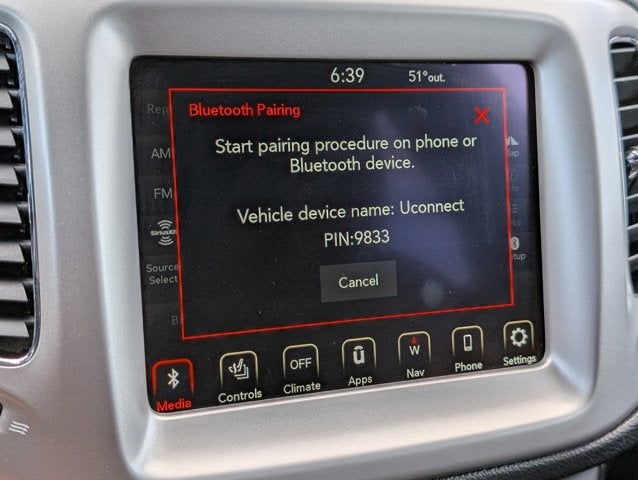 6:39 51°out.
Bluetooth Pairing
Start pairing procedure on phone or
Bluetooth device.
Vehicle device name: Uconnect
PIN:9833
Cancel
AM
FM
SiriusXM
Source
Select
OFF
W
Media
Controls
Climate
Apps
Nav
Phone
Settings